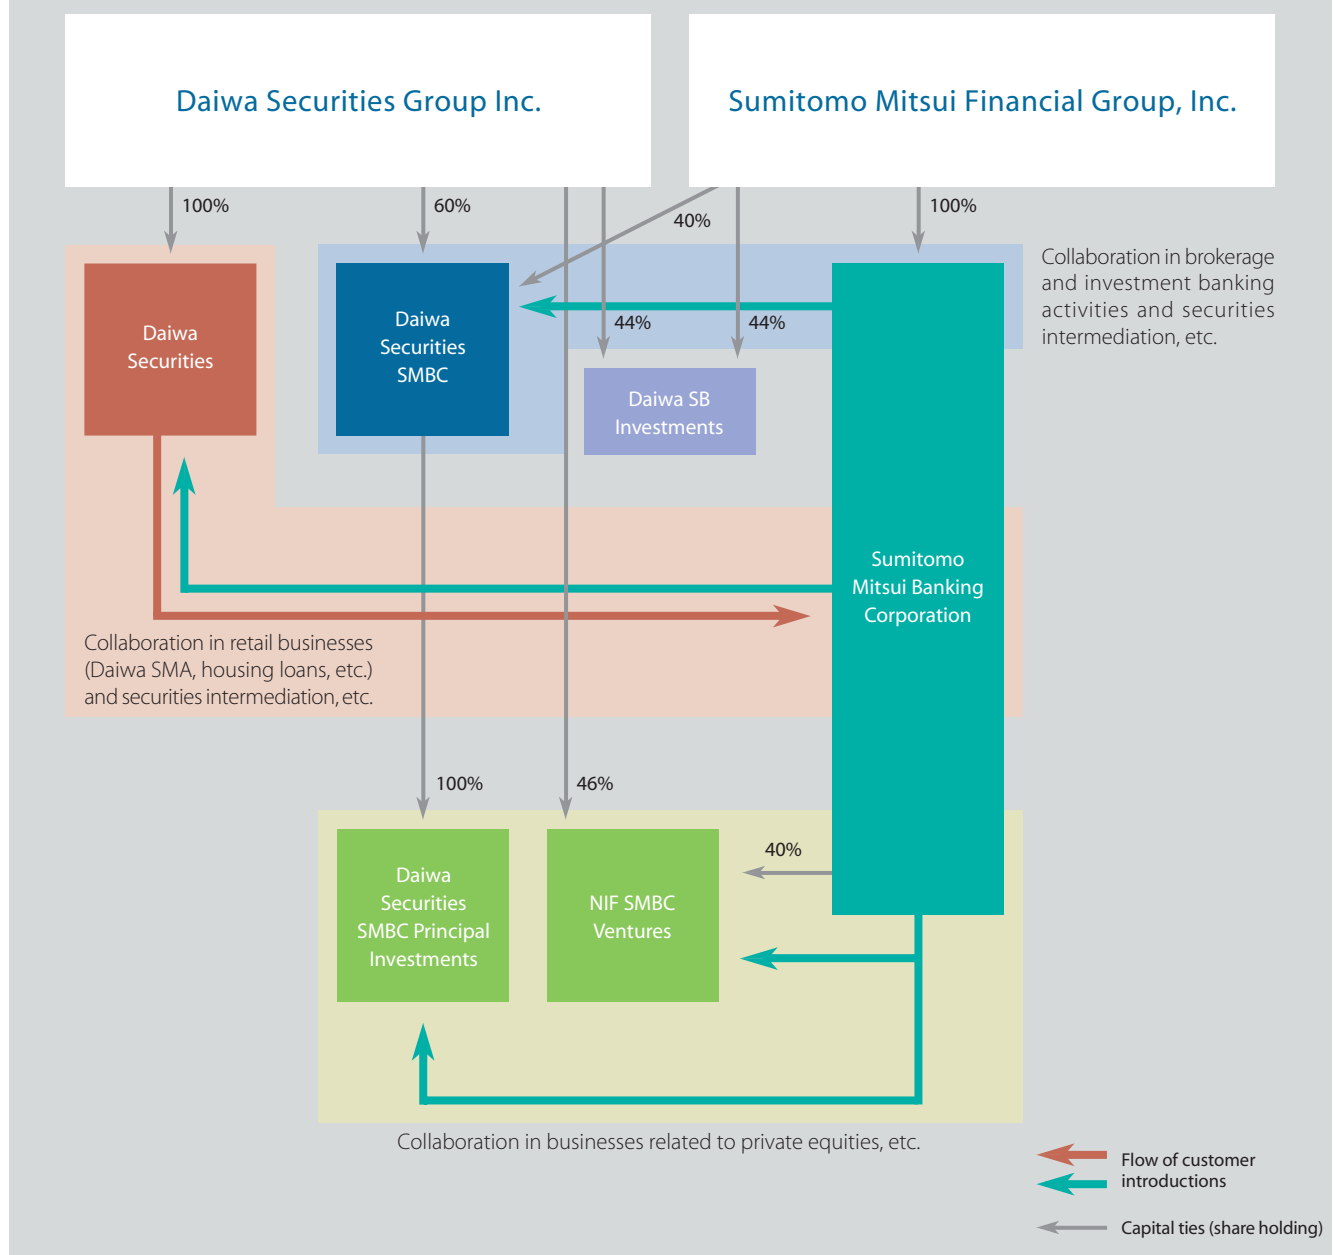 Daiwa Securities Group Inc.
Sumitomo Mitsui Financial Group, Inc.
100%
60%
40%
100%
Collaboration in brokerage
and investment banking
activities and securities
intermediation, etc.
Daiwa
Securities
Daiwa
Securities
SMBC
44%
44%
Daiwa SB
Investments
Sumitomo
Mitsui Banking
Corporation
Collaboration in retail businesses
(Daiwa SMA, housing loans, etc.)
and securities intermediation, etc.
100%
46%
40%
Daiwa
Securities
SMBC Principal
Investments
NIF SMBC
Ventures
Collaboration in businesses related to private equities, etc.
Flow of customer
introductions
Capital ties (share holding)